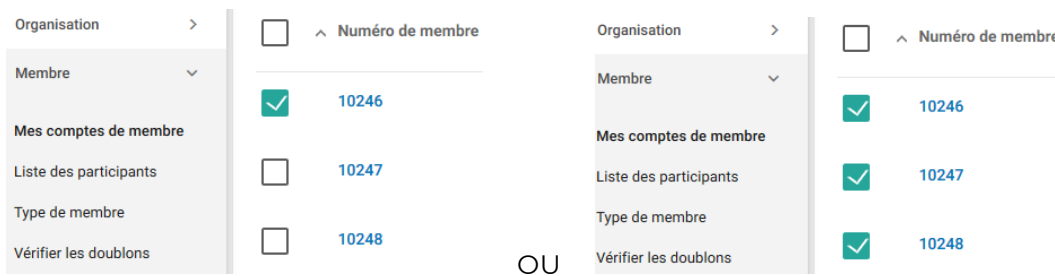 Organisation
Membre
Mes comptes de membre
Liste des participants
Type de membre
Vérifier les doublons
Numéro de membre
10246
10247
10248
OU
Organisation
Membre
Mes comptes de membre
Liste des participants
Type de membre
Vérifier les doublons
Numéro de membre
10246
10247
10248